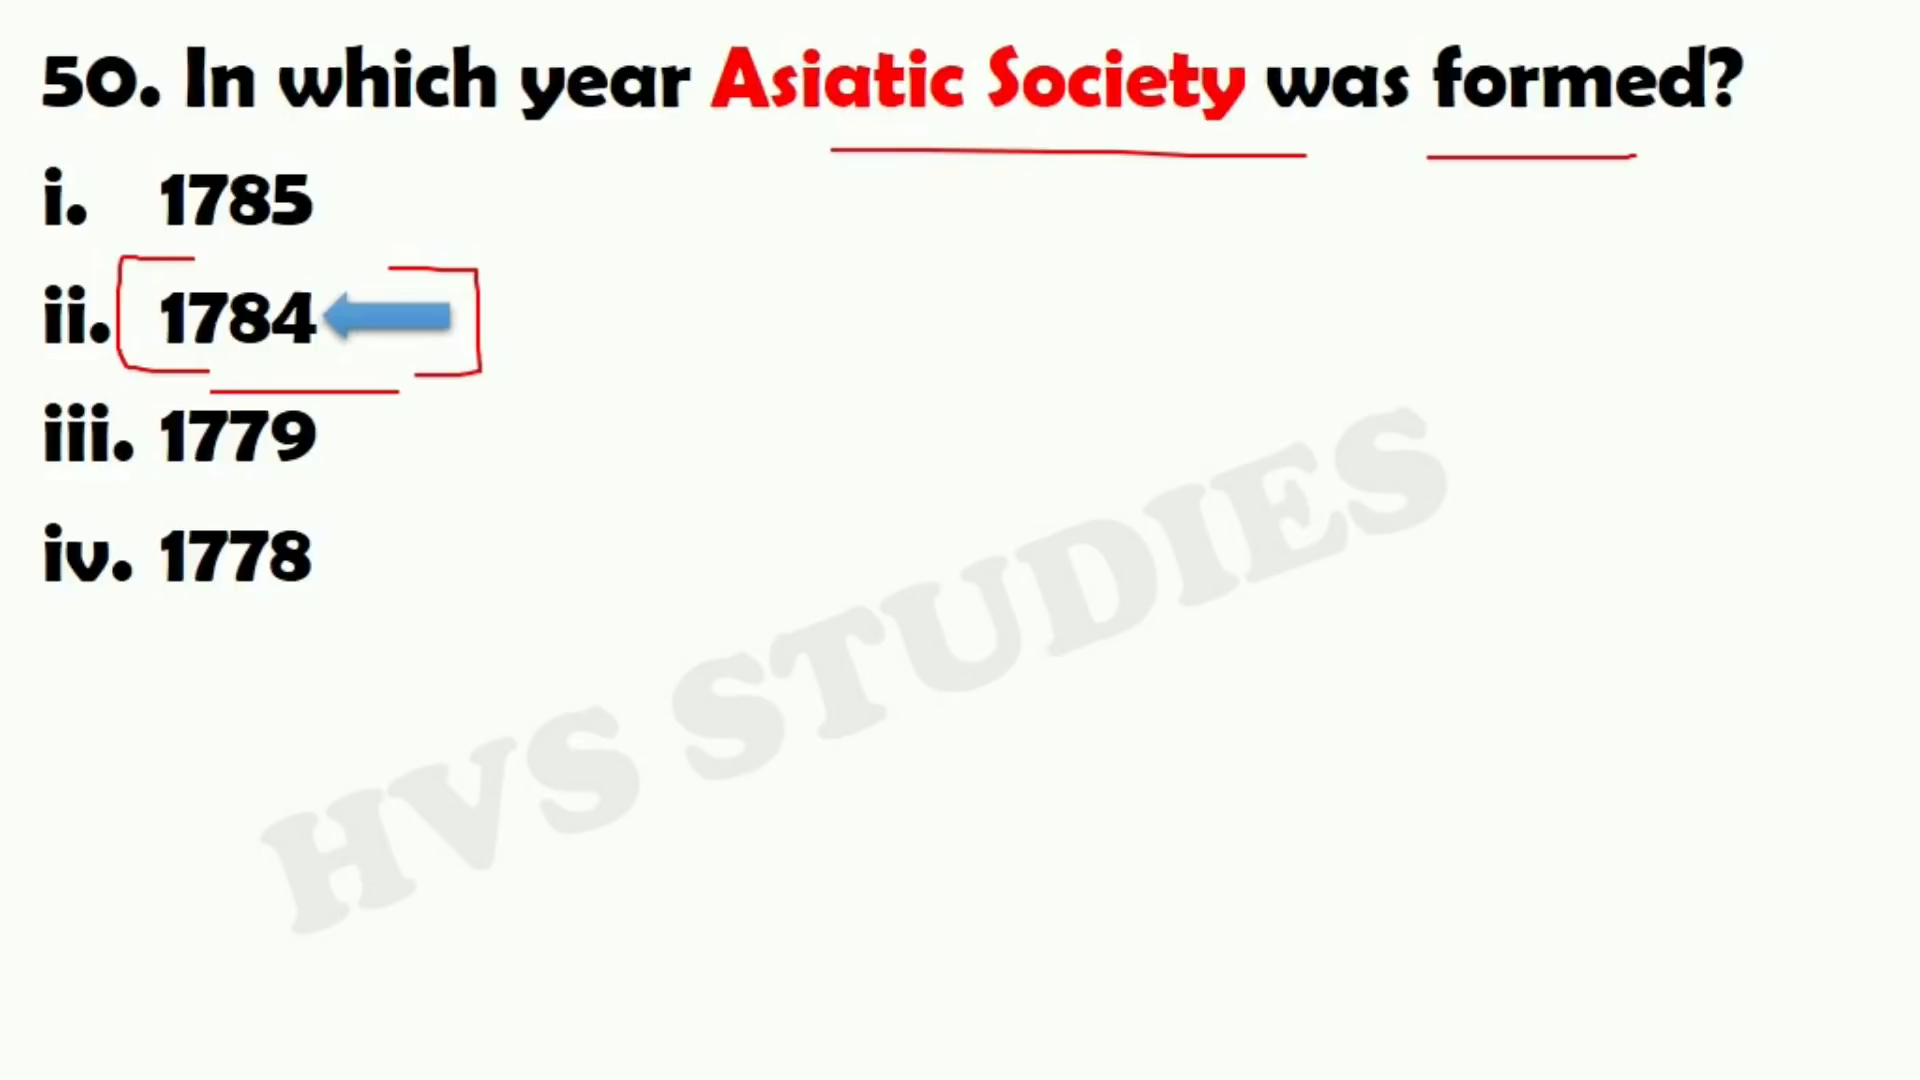 50. In which year Asiatic Society was formed?
i. 1785
ii. 1784
iii. 1779
iv. 1778
HVS STUDIES